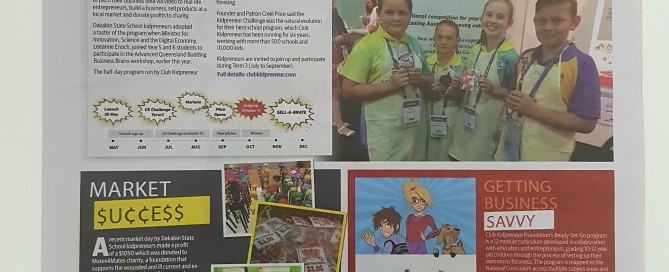 to pitch their business idea via video to real life
entrepreneurs, build a business, sell products at a
local market and donate profits to charity.
Dakabin State School kidpreneurs adopted
a taster of the program when Minister for
Innovation, Science and the Digital Economy,
Leeanne Enoch, joined Year 5 and 6 students to
participate in the Advanced Queensland Budding
Business Brains workshop, earlier this year.
The half-day program run by Club Kidpreneur
thinking.
Founder and Patron Creel Price said the Kidpreneur
Challenge was the natural evolution
for their hero school program, which Club
Kidpreneur has been running for six years,
working with more than 500 schools and
10,000 kids.
Kidpreneurs are invited to join up and participate
during Term 3 (July to September).
Full details: clubkidpreneur.com
national competition for year
Launch
30 May
CK Challenge
Term3
Markets
Pitch
Opens
SELL-A-BRATE
MAY JUN JUL AUG SEP OCT NOV DEC
MARKET
$U¢¢E$$
A recent market day by Dakabin State
School kidpreneurs made a profit
of a $1050 which was donated to
Mates4Mates charity, a foundation that
supports the wounded and ill current and ex-
GETTING
BUSINESS
SAVVY
Club Kidpreneur Foundation's Ready-Set-Go program
is a 12 module curriculum developed in collaboration
with educators and entrepreneurs, guiding 10-12 year
old children through the process of setting up
their own micro business. The program is mapped to the
National Curriculum across multiple subject areas and